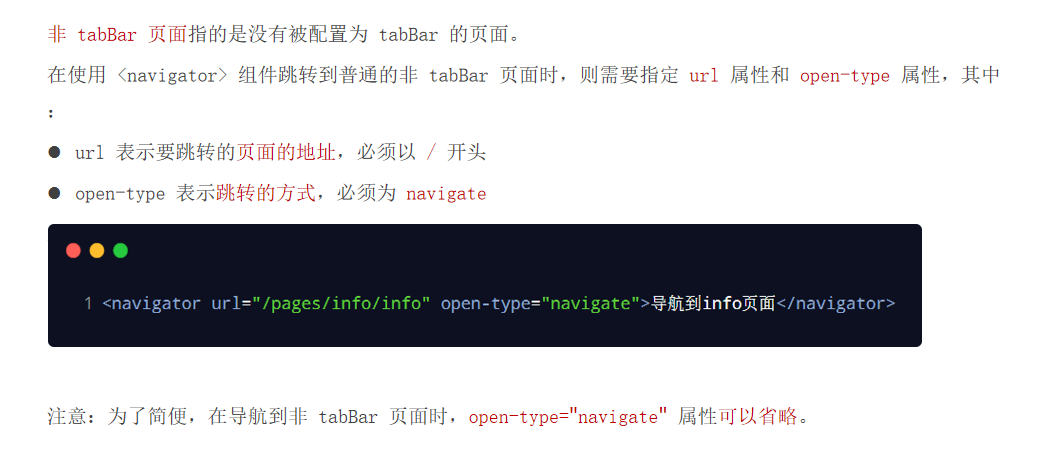 非 tabBar 页面指的是没有被配置为 tabBar 的页面。
在使用 <navigator> 组件跳转到普通的非 tabBar 页面时，则需要指定 url 属性和 open-type 属性，其中
：
● url 表示要跳转的页面的地址，必须以 / 开头
● open-type 表示跳转的方式，必须为 navigate
1 <navigator url="/pages/info/info" open-type="navigate">导航到info页面</navigator>
注意：为了简便，在导航到非 tabBar 页面时，open-type="navigate" 属性可以省略。